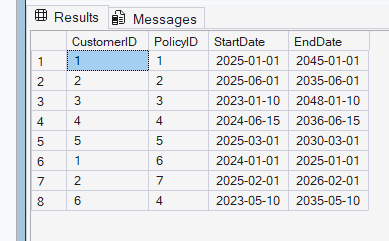 Results Messages
CustomerID PolicyID StartDate EndDate
1 1 1 2025-01-01 2045-01-01
2 2 2 2025-06-01 2035-06-01
3 3 3 2023-01-10 2048-01-10
4 4 4 2024-06-15 2036-06-15
5 5 5 2025-03-01 2030-03-01
6 1 6 2024-01-01 2025-01-01
7 2 7 2025-02-01 2026-02-01
8 6 4 2023-05-10 2035-05-10